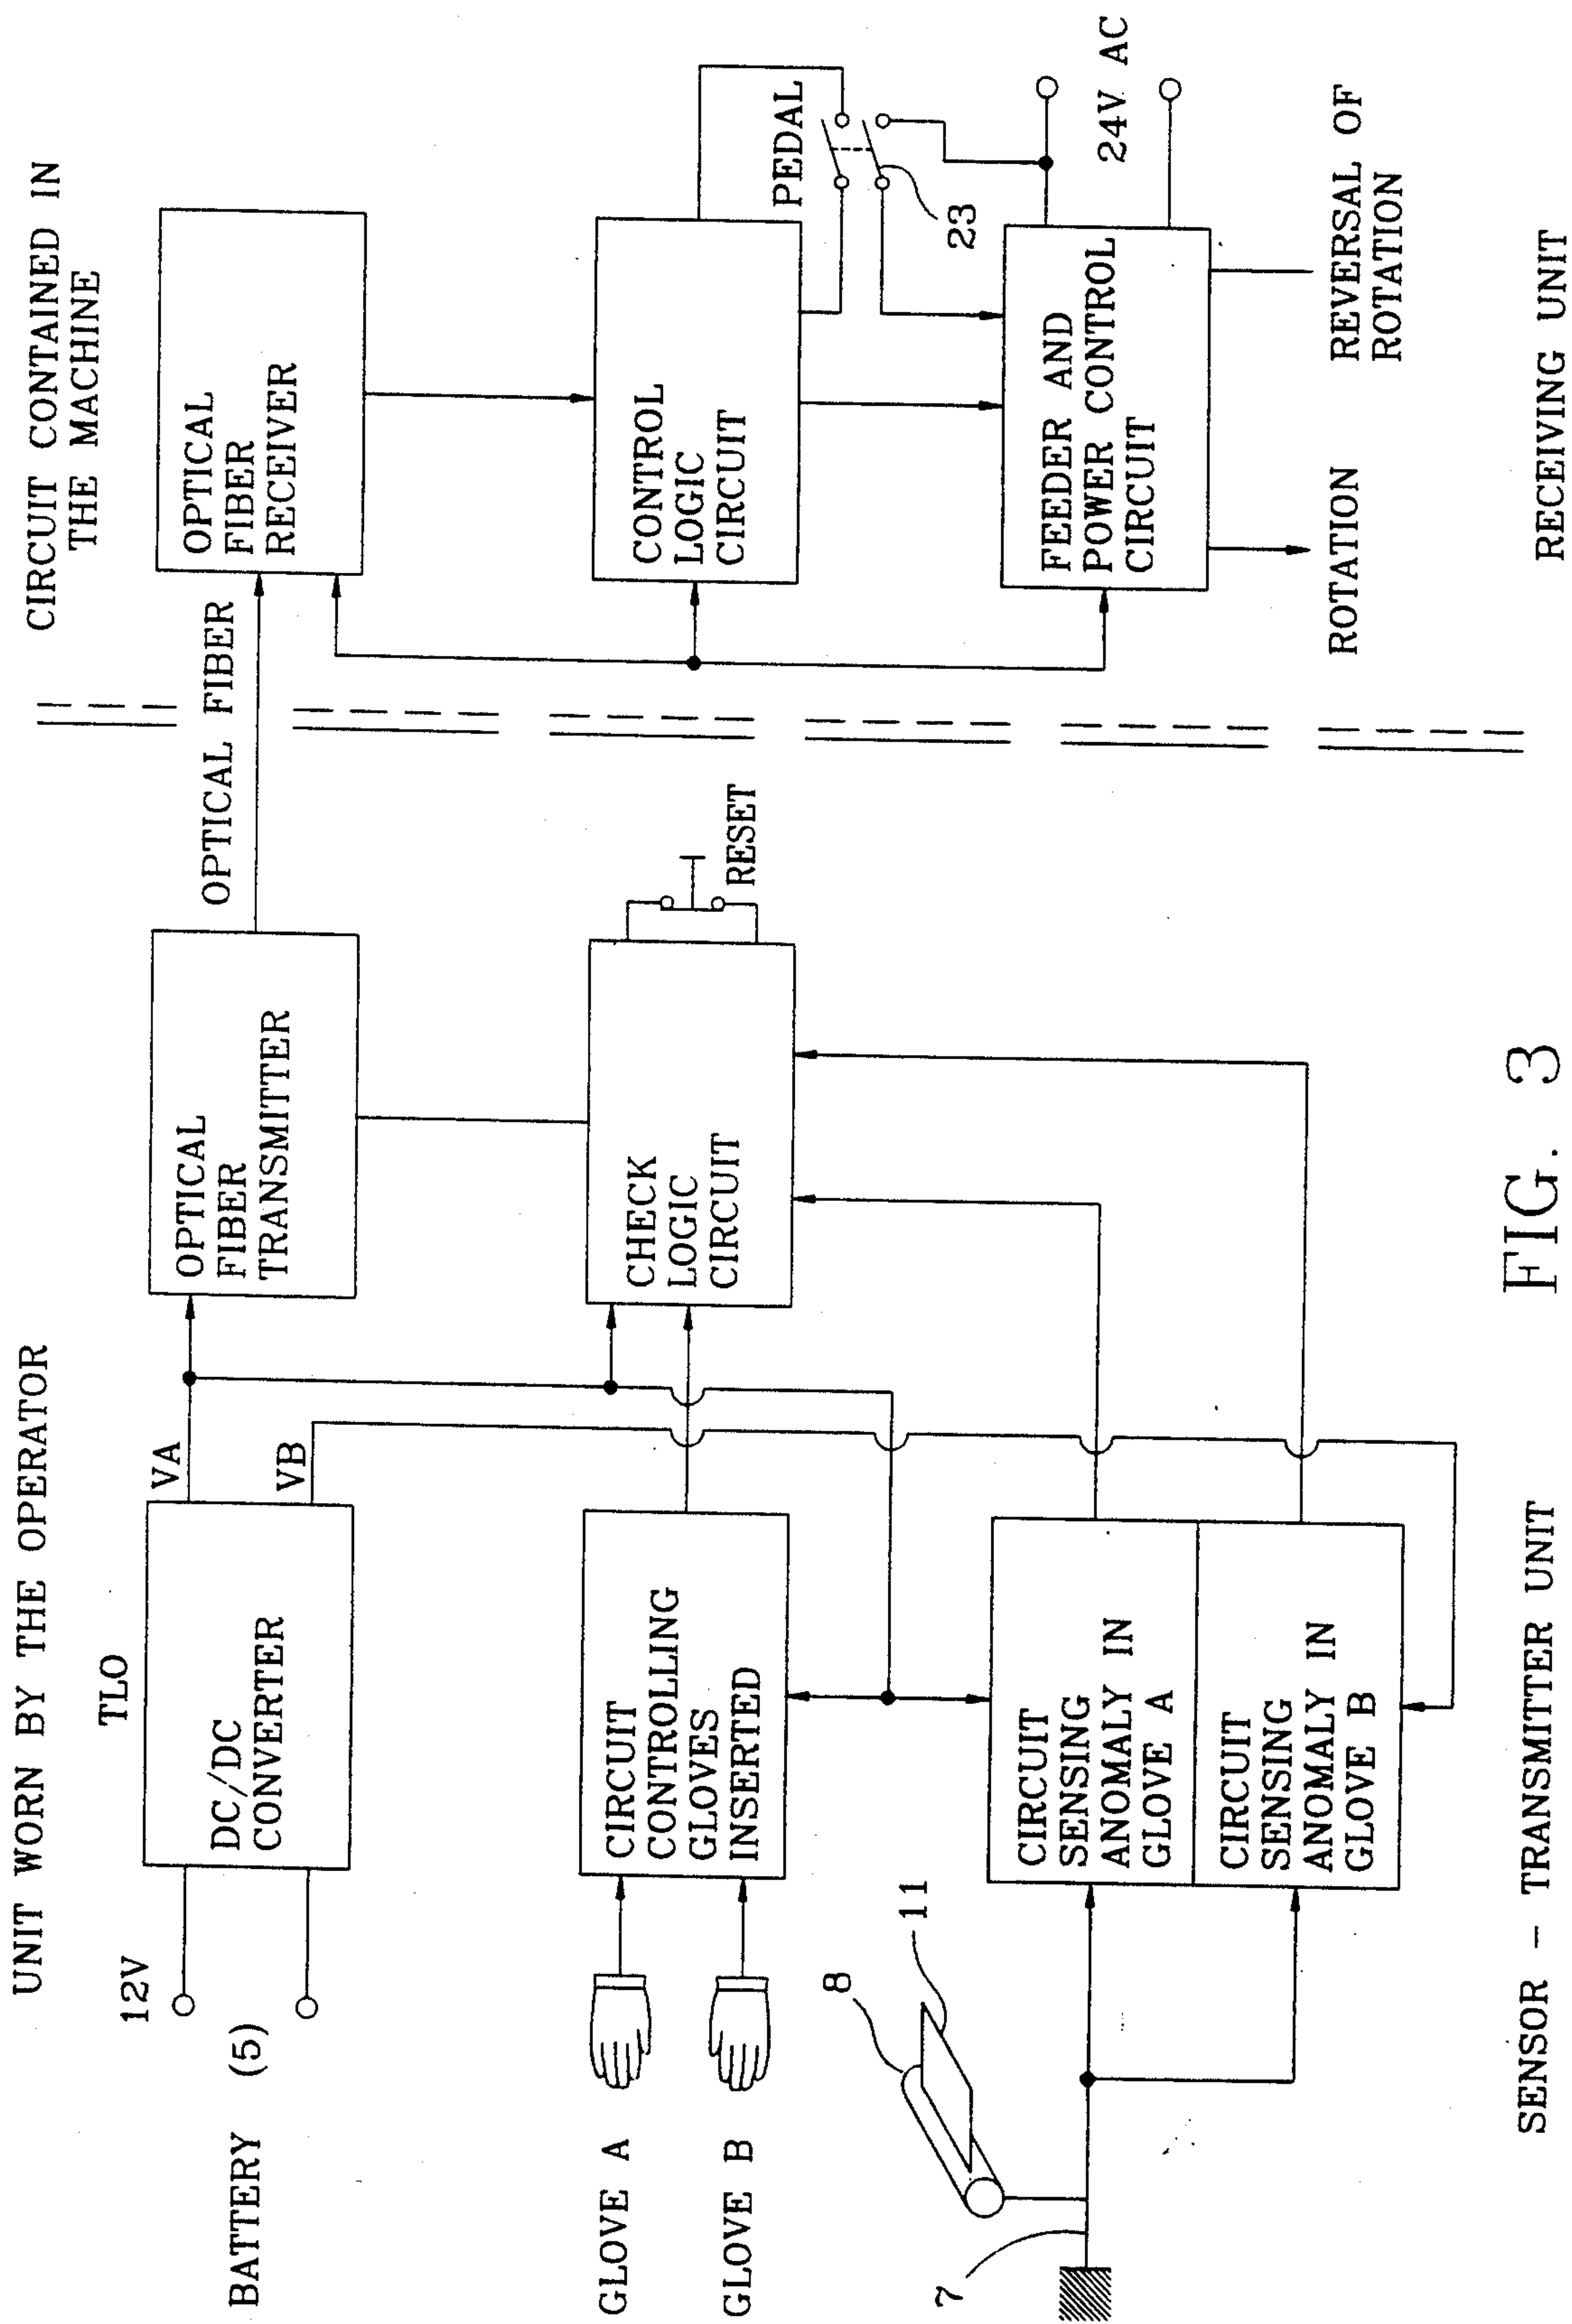 UNIT WORN BY THE OPERATOR
CIRCUIT CONTAINED IN
THE MACHINE
TLO
12V
BATTERY (5)
DC/DC
CONVERTER
VA
VB
OPTICAL
FIBER
TRANSMITTER
OPTICAL FIBER
OPTICAL
FIBER
RECEIVER
GLOVE A
GLOVE B
CIRCUIT
CONTROLLING
GLOVES
INSERTED
CHECK
LOGIC
CIRCUIT
RESET
CONTROL
LOGIC
CIRCUIT
PEDAL
23
8
11
7
CIRCUIT
SENSING
ANOMALY IN
GLOVE A
CIRCUIT
SENSING
ANOMALY IN
GLOVE B
FEEDER AND
POWER CONTROL
CIRCUIT
24V AC
ROTATION
REVERSAL OF
ROTATION
SENSOR - TRANSMITTER UNIT
FIG. 3
RECEIVING UNIT